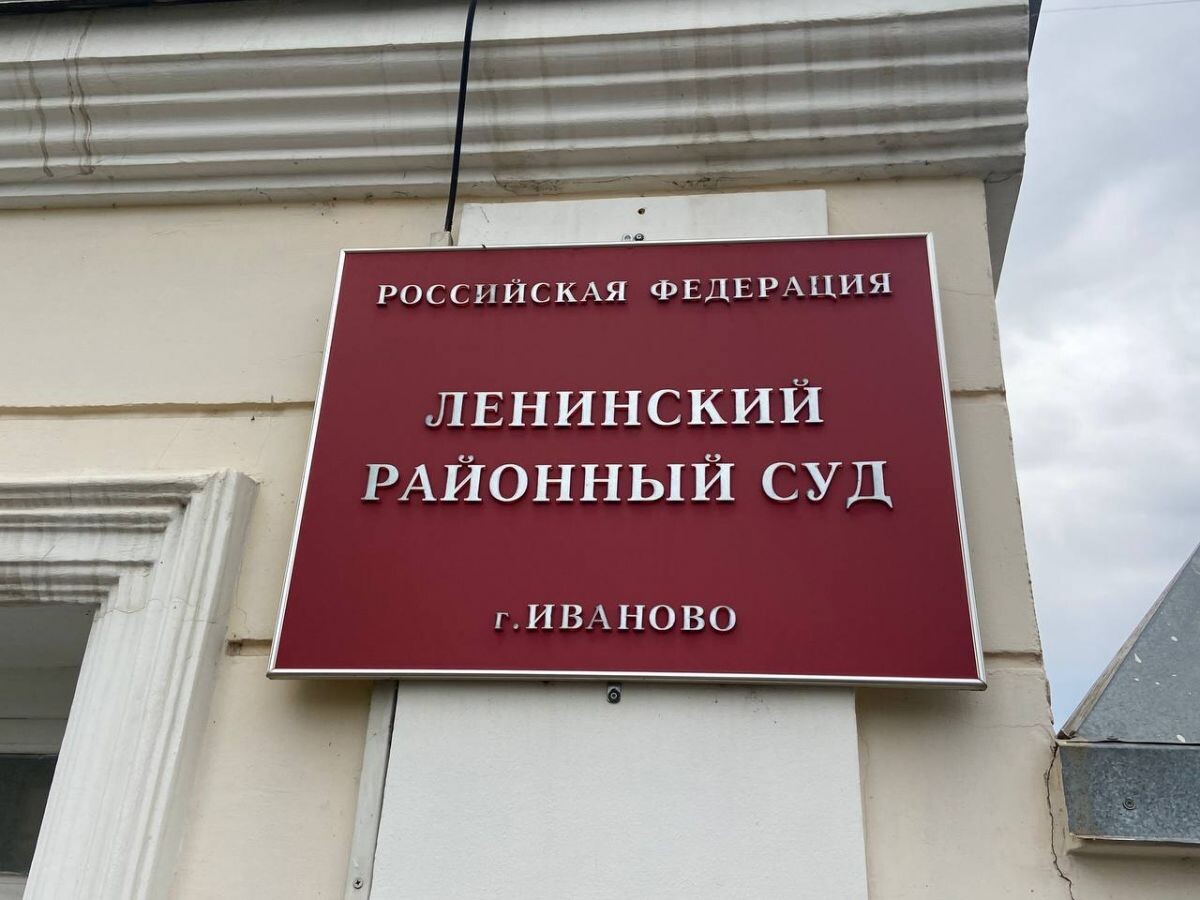 РОССИЙСКАЯ ФЕДЕРАЦИЯ
ЛЕНИНСКИЙ
РАЙОННЫЙ СУД
г. ИВАНОВО